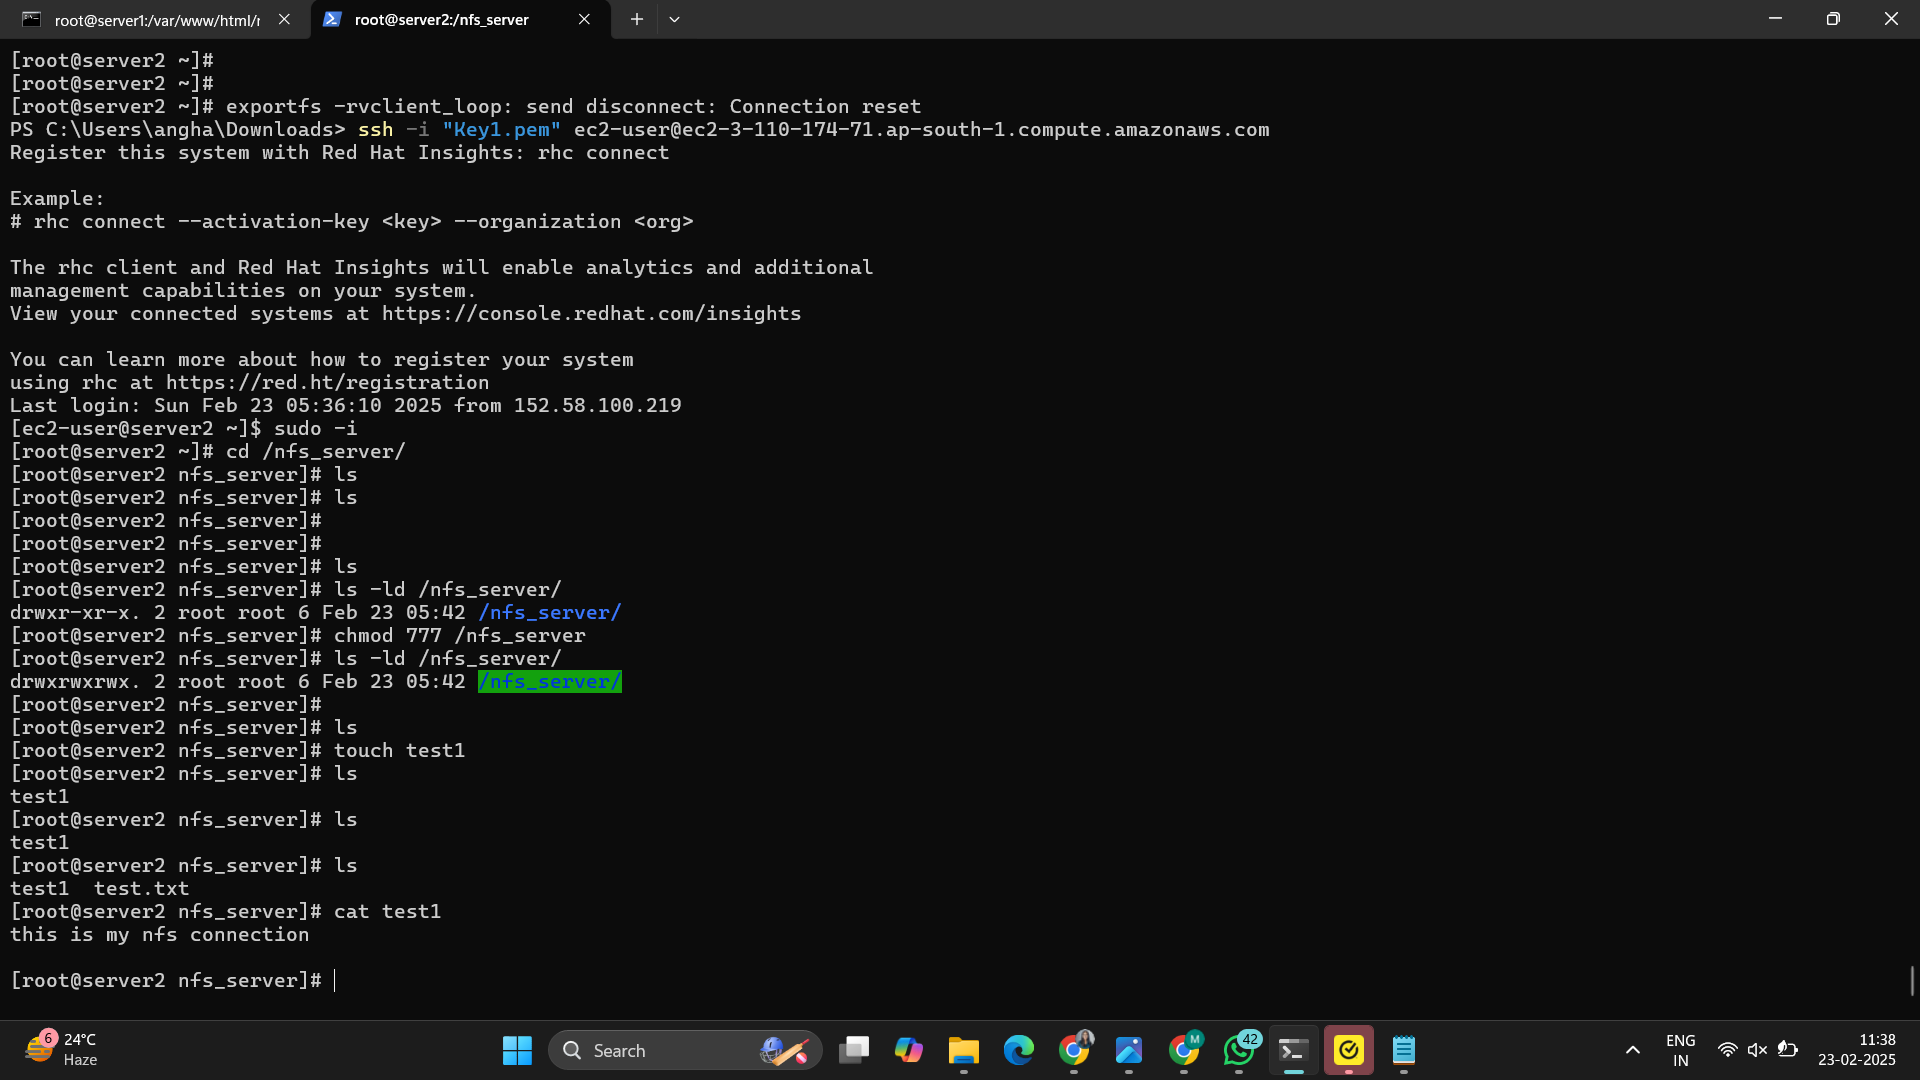 root@server1:/var/www/html/r
root@server2:/nfs_server
[root@server2 ~]#
[root@server2 ~]#
[root@server2 ~]# exportfs -rvclient_loop: send disconnect: Connection reset
PS C:\Users\angha\Downloads> ssh -i "Key1.pem" ec2-user@ec2-3-110-174-71.ap-south-1.compute.amazonaws.com
Register this system with Red Hat Insights: rhc connect
Example:
# rhc connect --activation-key <key> --organization <org>
The rhc client and Red Hat Insights will enable analytics and additional
management capabilities on your system.
View your connected systems at https://console.redhat.com/insights
You can learn more about how to register your system
using rhc at https://red.ht/registration
Last login: Sun Feb 23 05:36:10 2025 from 152.58.100.219
[ec2-user@server2 ~]$ sudo -i
[root@server2 ~]# cd /nfs_server/
[root@server2 nfs_server]# ls
[root@server2 nfs_server]# ls
[root@server2 nfs_server]#
[root@server2 nfs_server]#
[root@server2 nfs_server]# ls
[root@server2 nfs_server]# ls -ld /nfs_server/
drwxr-xr-x. 2 root root 6 Feb 23 05:42 /nfs_server/
[root@server2 nfs_server]# chmod 777 /nfs_server
[root@server2 nfs_server]# ls -ld /nfs_server/
drwxrwxrwx. 2 root root 6 Feb 23 05:42 /nfs_server/
[root@server2 nfs_server]#
[root@server2 nfs_server]# ls
[root@server2 nfs_server]# touch test1
[root@server2 nfs_server]# ls
test1
[root@server2 nfs_server]# ls
test1
[root@server2 nfs_server]# ls
test1  test.txt
[root@server2 nfs_server]# cat test1
this is my nfs connection
[root@server2 nfs_server]#
6
24°C
Haze
Search
M
42
ENG
IN
11:38
23-02-2025